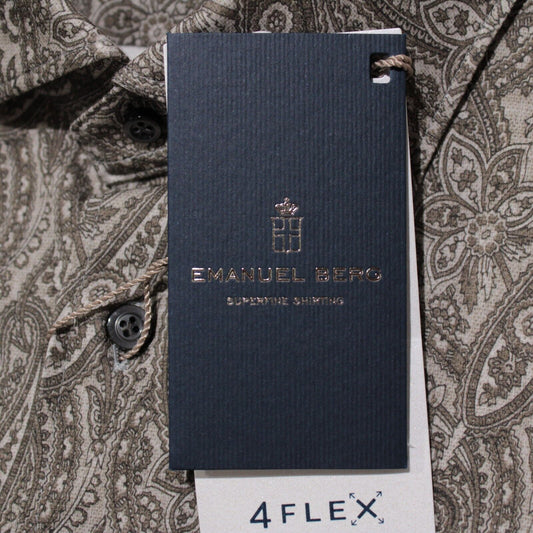 EMANUEL BERG
SUPERFINE SHIRTING
4FLEX